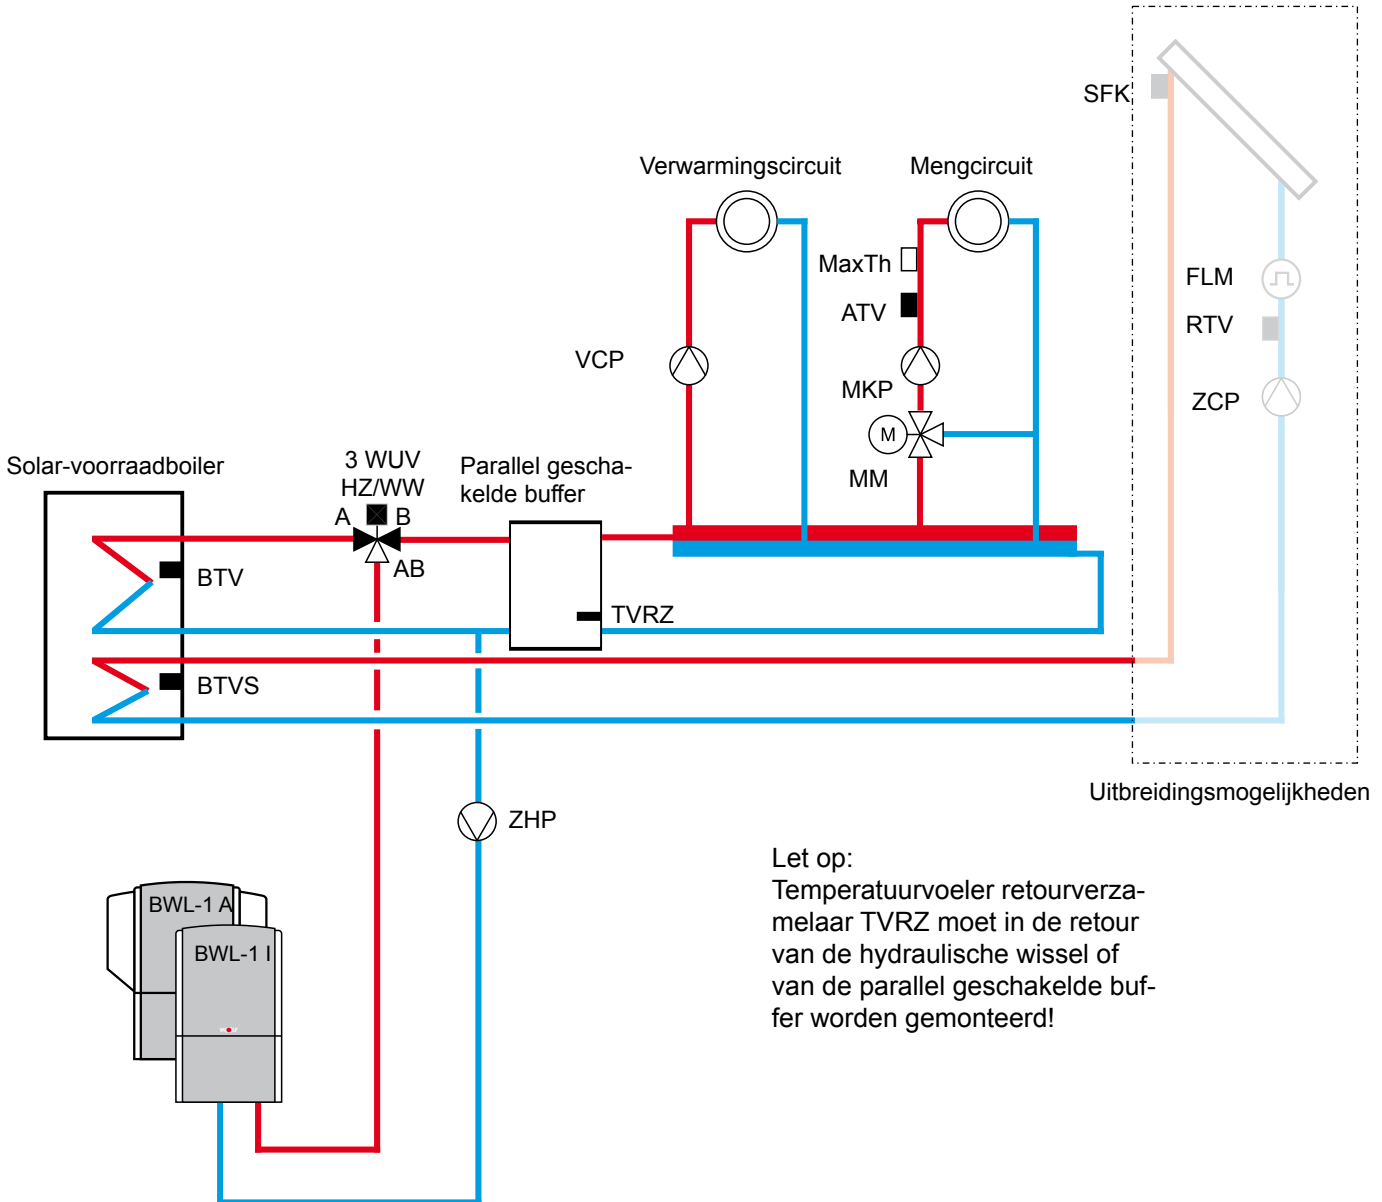 SFK
Verwarmingscircuit
Mengcircuit
MaxTh
FLM
ATV
RTV
VCP
MKP
ZCP
M
MM
Solar-voorraadboiler
3 WUV
HZ/WW
Parallel gescha-
kelde buffer
A
B
AB
BTV
TVRZ
BTVS
Uitbreidingsmogelijkheden
ZHP
Let op:
Temperatuurvoeler retourverza-
melaar TVRZ moet in de retour
van de hydraulische wissel of
van de parallel geschakelde buf-
fer worden gemonteerd!
BWL-1 A
BWL-1 I